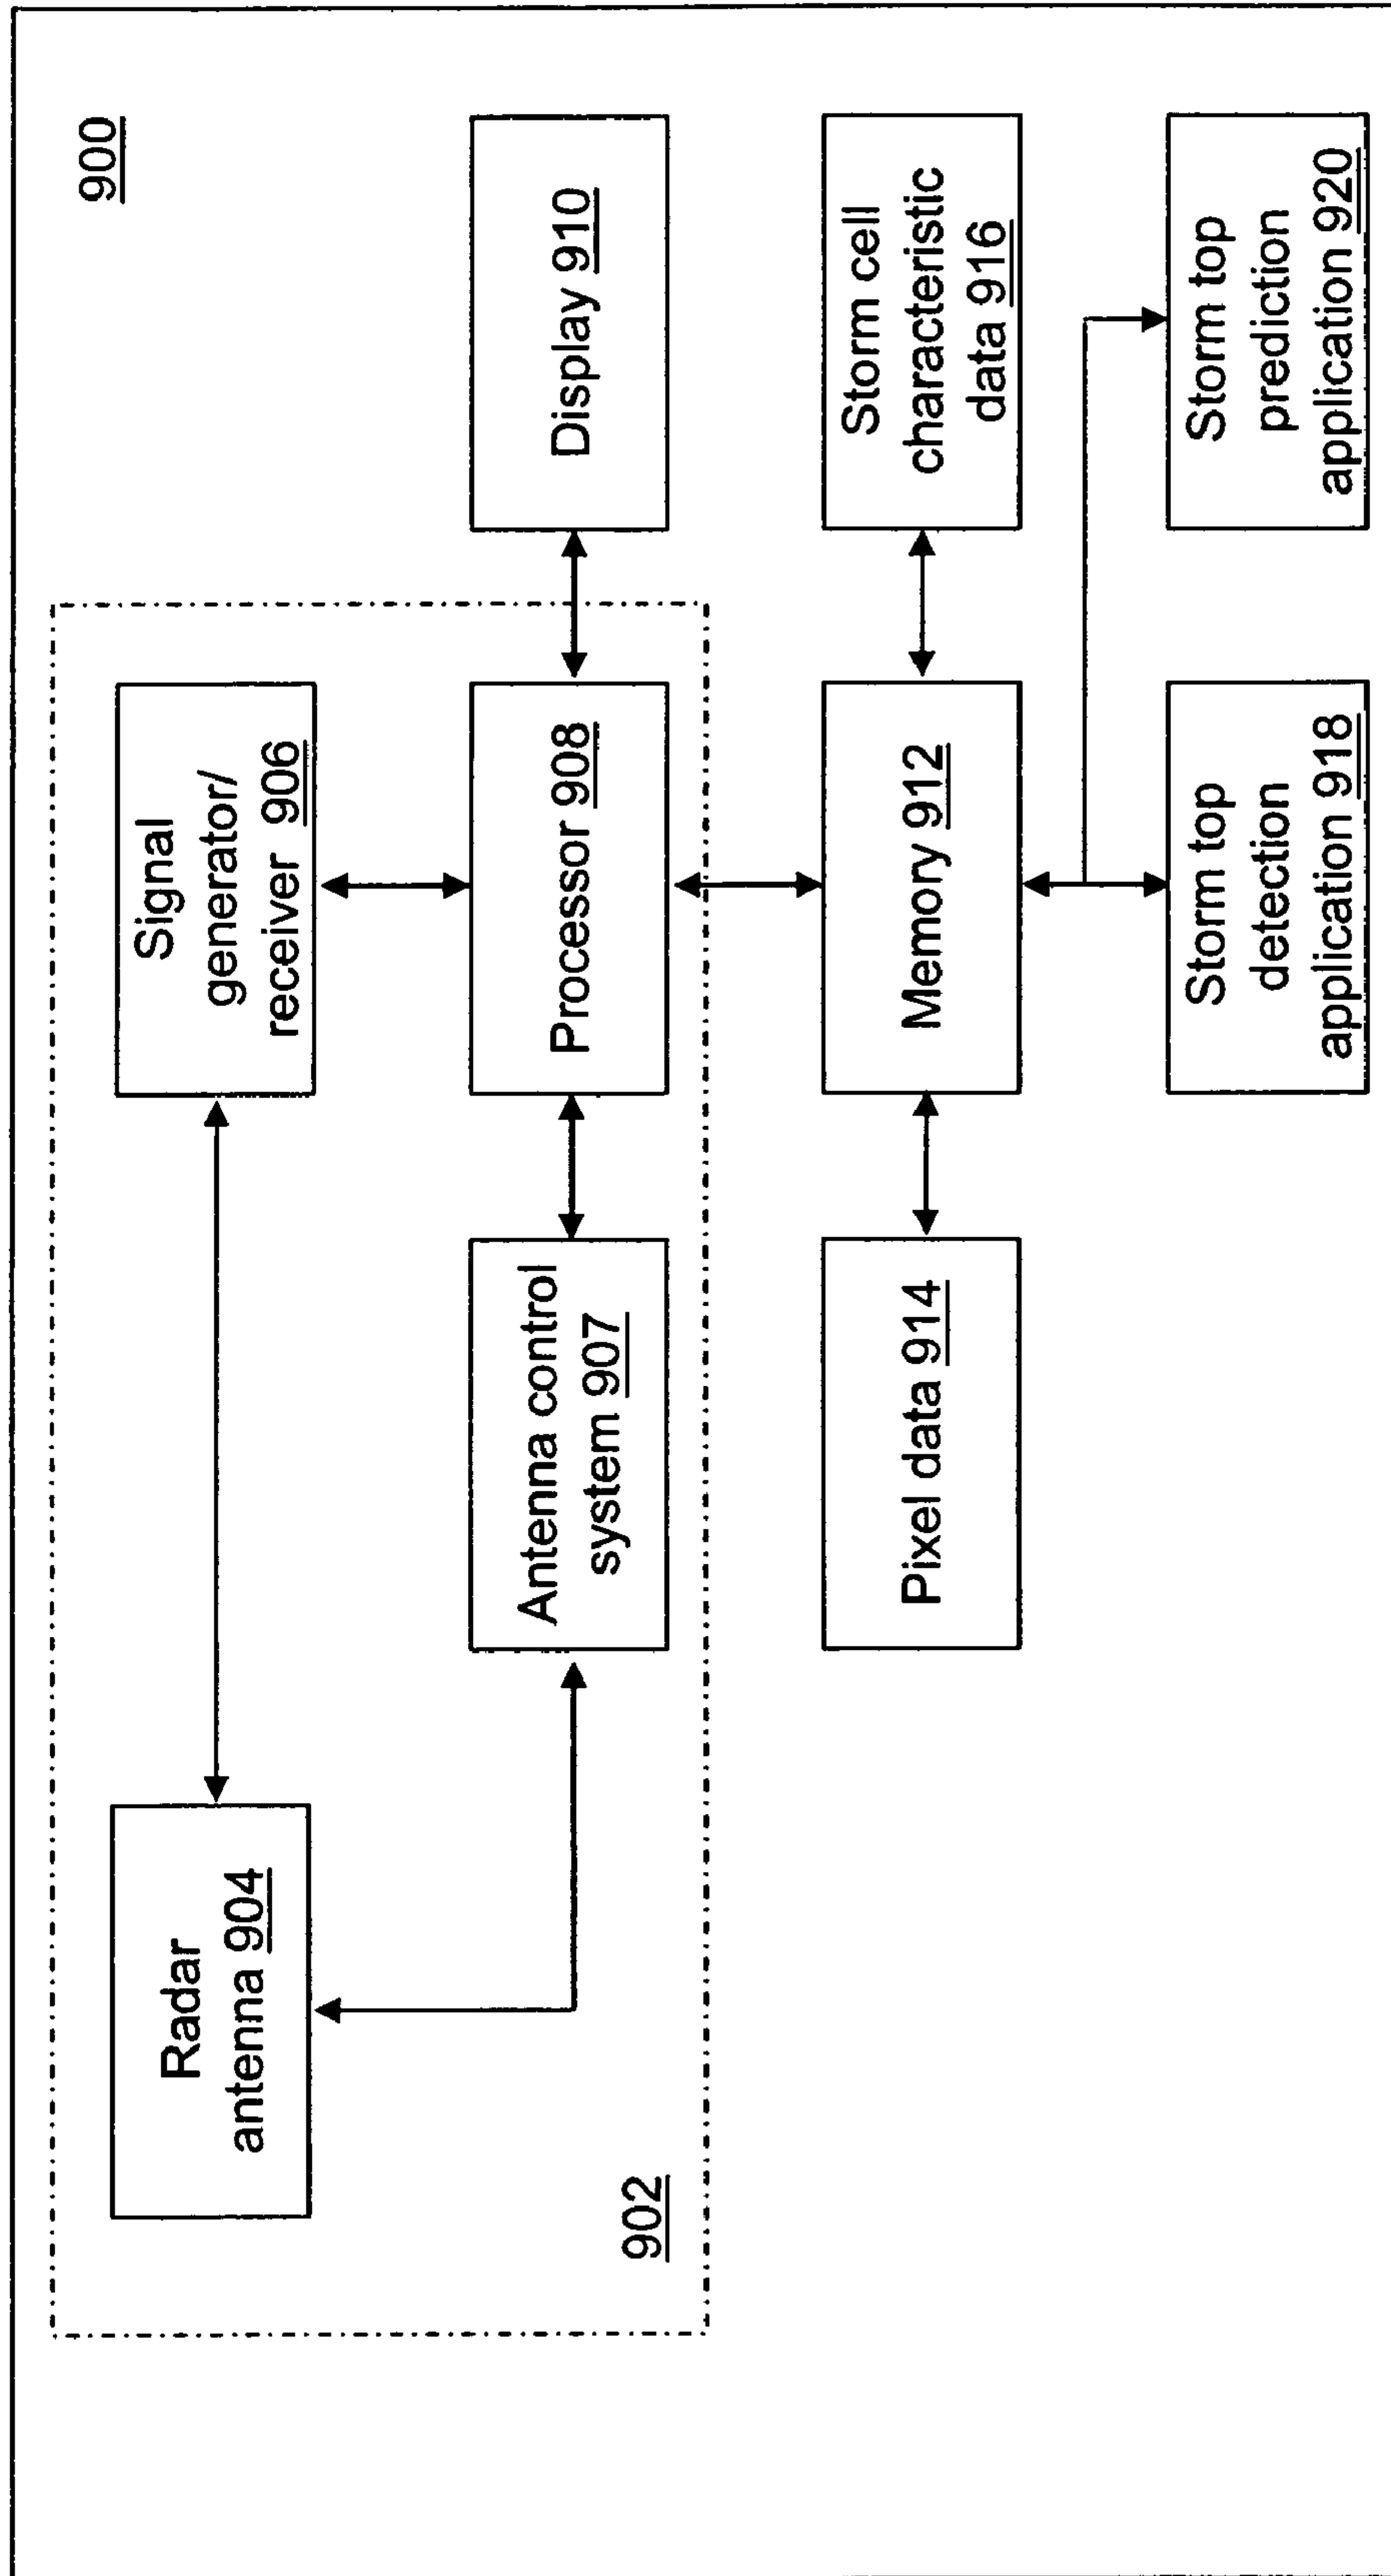 900
Radar
antenna 904
Signal
generator/
receiver 906
Antenna control
system 907
Processor 908
Display 910
902
Pixel data 914
Memory 912
Storm cell
characteristic
data 916
Storm top
detection
application 918
Storm top
prediction
application 920